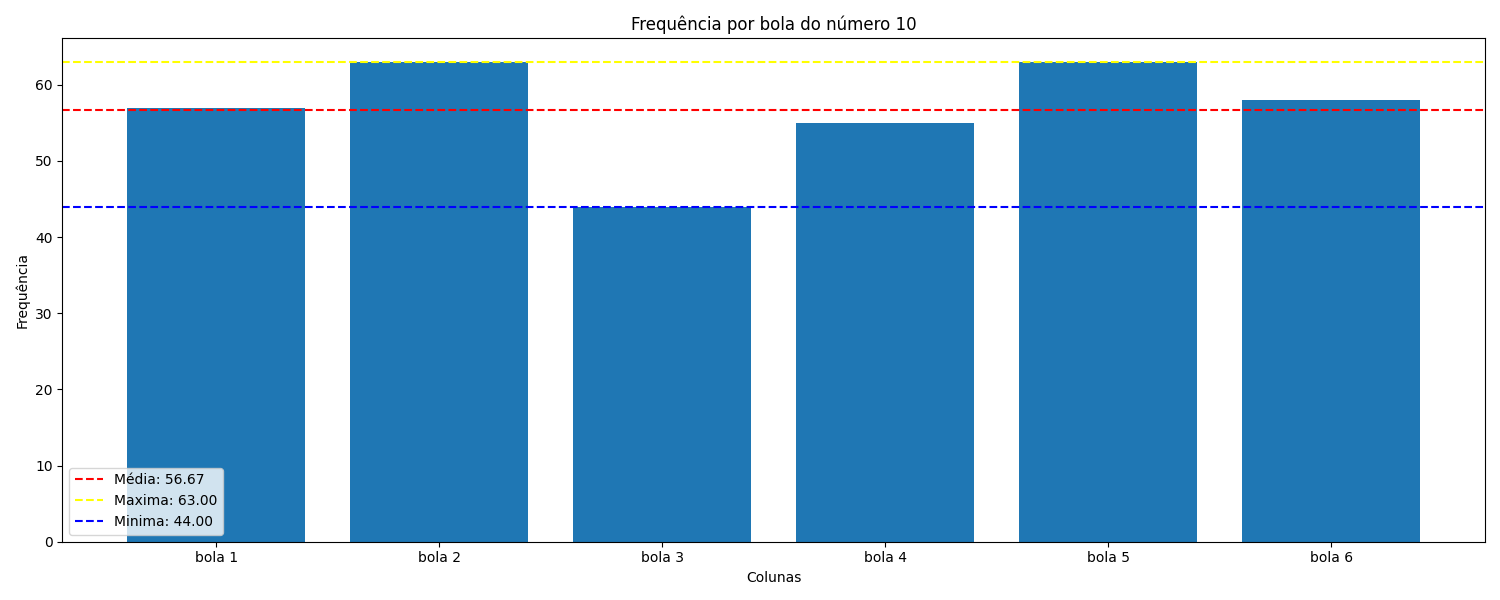 Frequência por bola do número 10
Frequência
60
50
40
30
20
10
0
Média: 56.67
Maxima: 63.00
Minima: 44.00
bola 1 bola 2 bola 3 bola 4 bola 5 bola 6
Colunas